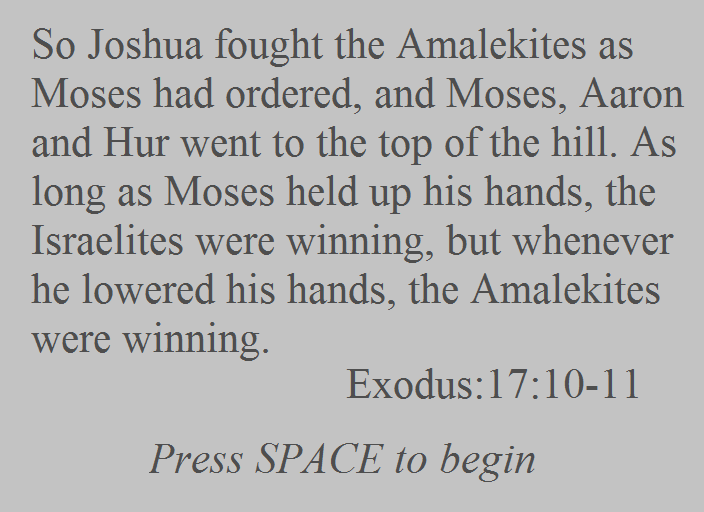 So Joshua fought the Amalekites as
Moses had ordered, and Moses, Aaron
and Hur went to the top of the hill. As
long as Moses held up his hands, the
Israelites were winning, but whenever
he lowered his hands, the Amalekites
were winning.
Exodus:17:10-11
Press SPACE to begin